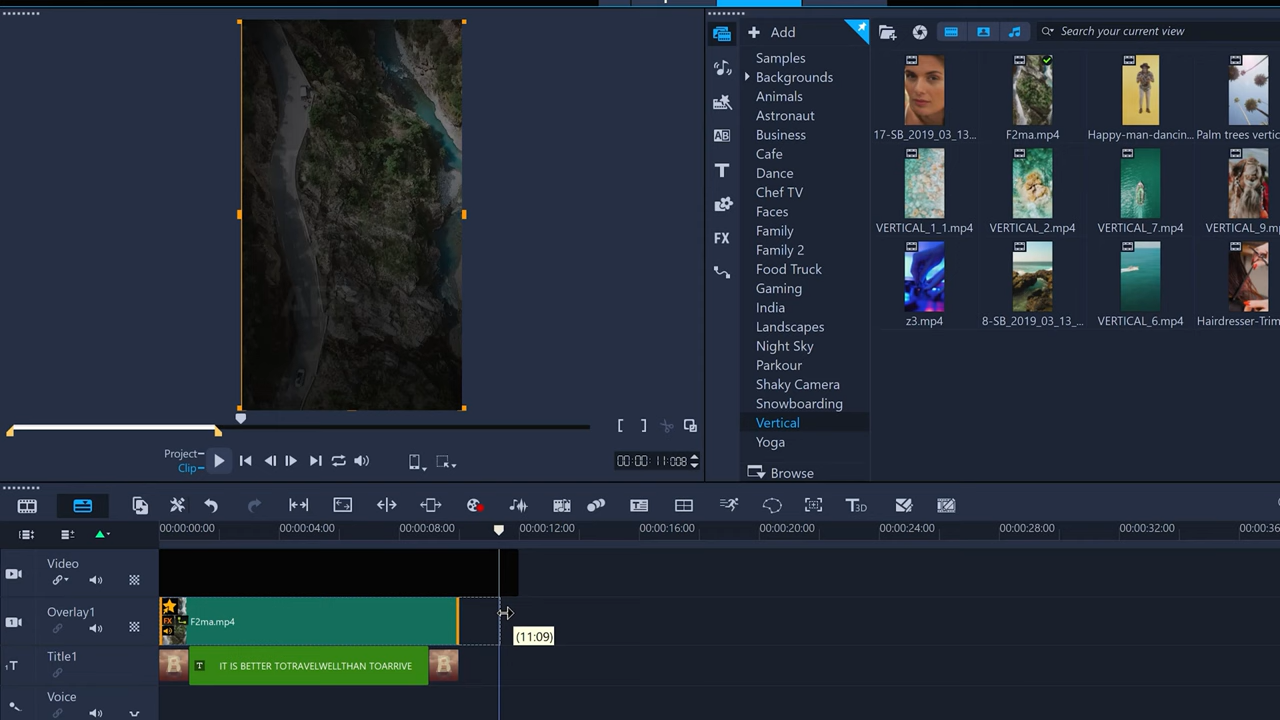 Add
Search your current view
Samples
Backgrounds
Animals
Astronaut
Business
Cafe
Dance
Chef TV
Faces
Family
Family 2
Food Truck
Gaming
India
Landscapes
Night Sky
Parkour
Shaky Camera
Snowboarding
Vertical
Yoga
Browse
17-SB_2019_03_13...
F2ma.mp4
Happy-man-dancin...
Palm trees vertic
VERTICAL_1_1.mp4
VERTICAL_2.mp4
VERTICAL_7.mp4
VERTICAL_9.m
z3.mp4
8-SB_2019_03_13_...
VERTICAL_6.mp4
Hairdresser-Trim
Project
Clip
00:00:11:008
00:00:00:00
00:00:04:00
00:00:08:00
00:00:12:00
00:00:16:00
00:00:20:00
00:00:24:00
00:00:28:00
00:00:32:00
00:00:36
Video
Overlay1
F2ma.mp4
(11:09)
Title1
IT IS BETTER TOTRAVELWELLTHAN TOARRIVE
Voice
FX
T3D